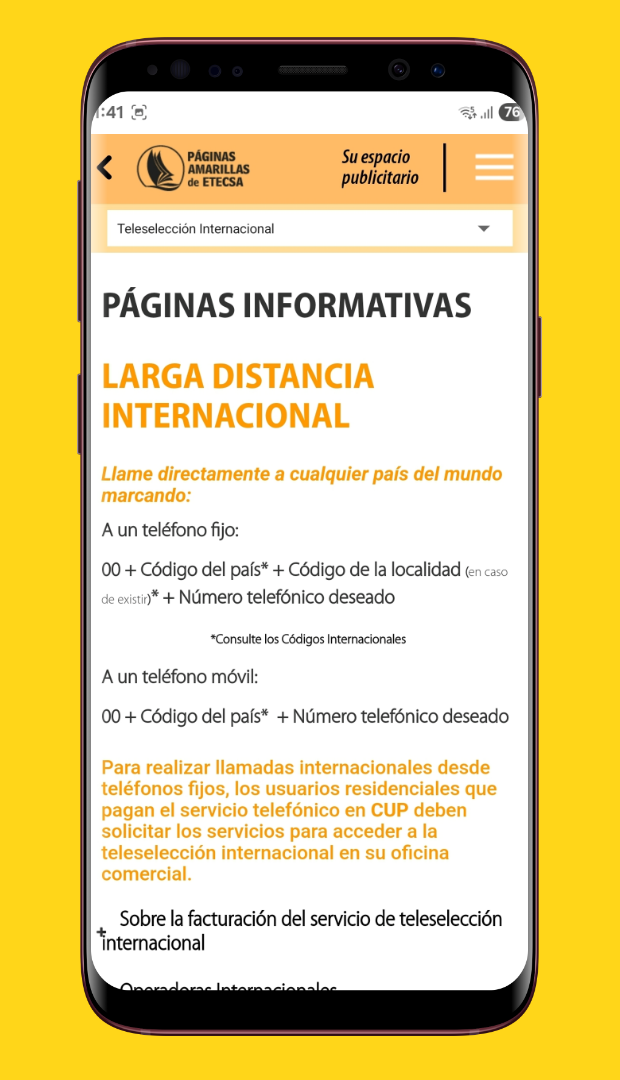 :41
76
PÁGINAS
AMARILLAS
de ETECSA
Su espacio
publicitario
Teleselección Internacional
PÁGINAS INFORMATIVAS
LARGA DISTANCIA
INTERNACIONAL
Llame directamente a cualquier país del mundo
marcando:
A un teléfono fijo:
00 + Código del país* + Código de la localidad (en caso
de existir)* + Número telefónico deseado
*Consulte los Códigos Internacionales
A un teléfono móvil:
00 + Código del país* + Número telefónico deseado
Para realizar llamadas internacionales desde
teléfonos fijos, los usuarios residenciales que
pagan el servicio telefónico en CUP deben
solicitar los servicios para acceder a la
teleselección internacional en su oficina
comercial.
+ Sobre la facturación del servicio de teleselección
internacional
Operadoras Internacionales